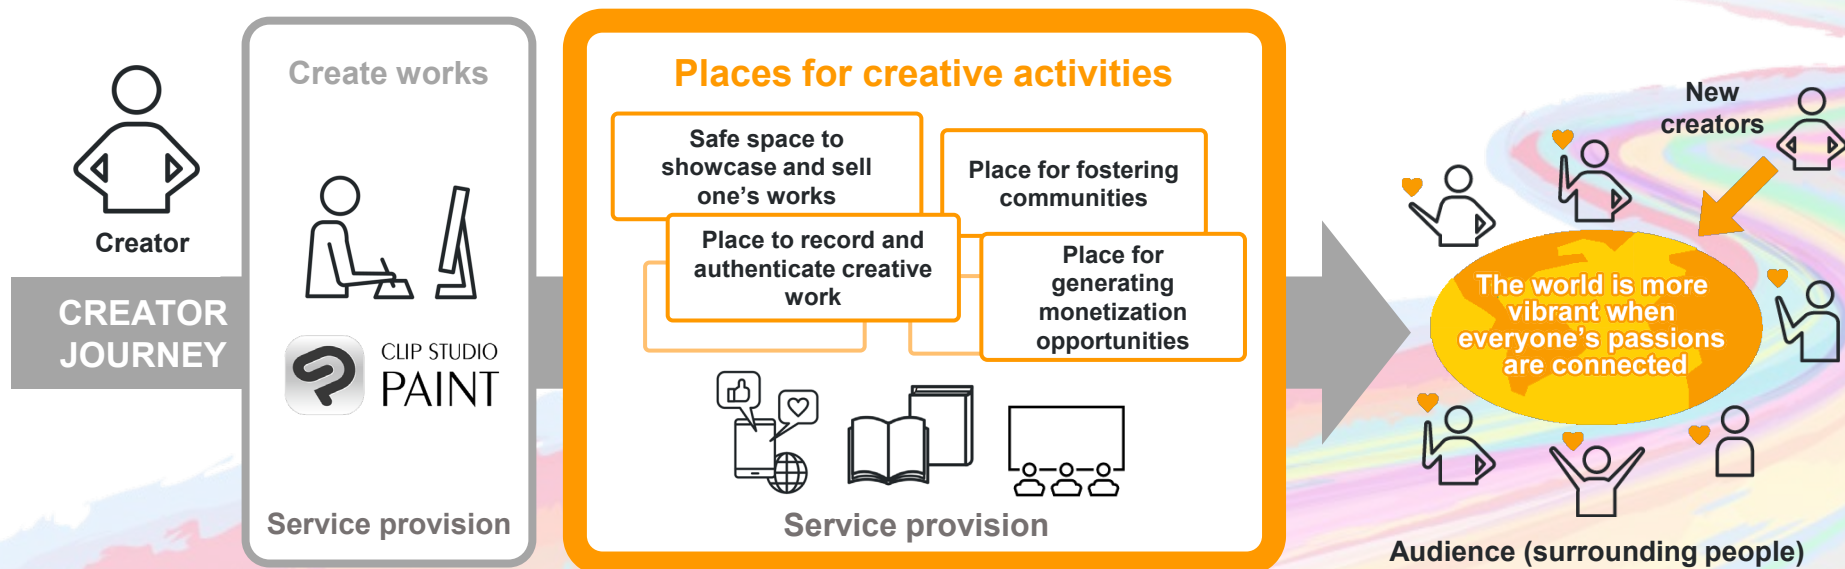 Creator
CREATOR
JOURNEY
Create works
CLIP STUDIO
PAINT
Service provision
Places for creative activities
Safe space to
showcase and sell
one's works
Place for fostering
communities
Place to record and
authenticate creative
work
Place for
generating
monetization
opportunities
Service provision
New
creators
The world is more
vibrant when
everyone's passions
are connected
Audience (surrounding people)